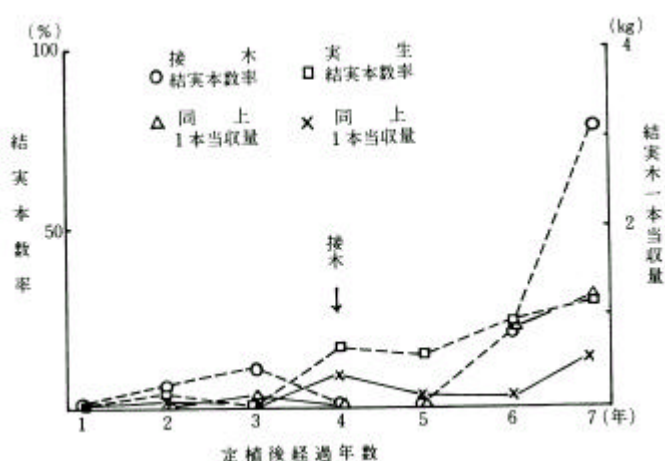 (%)
(kg)
100
4
接木
結実本数率
実生
結実本数率
同上
1本当収量
同上
1本当収量
結実本数率
結実木一本当収量
50
2
接木
1
2
3
4
5
6
7(年)
定植後経過年数